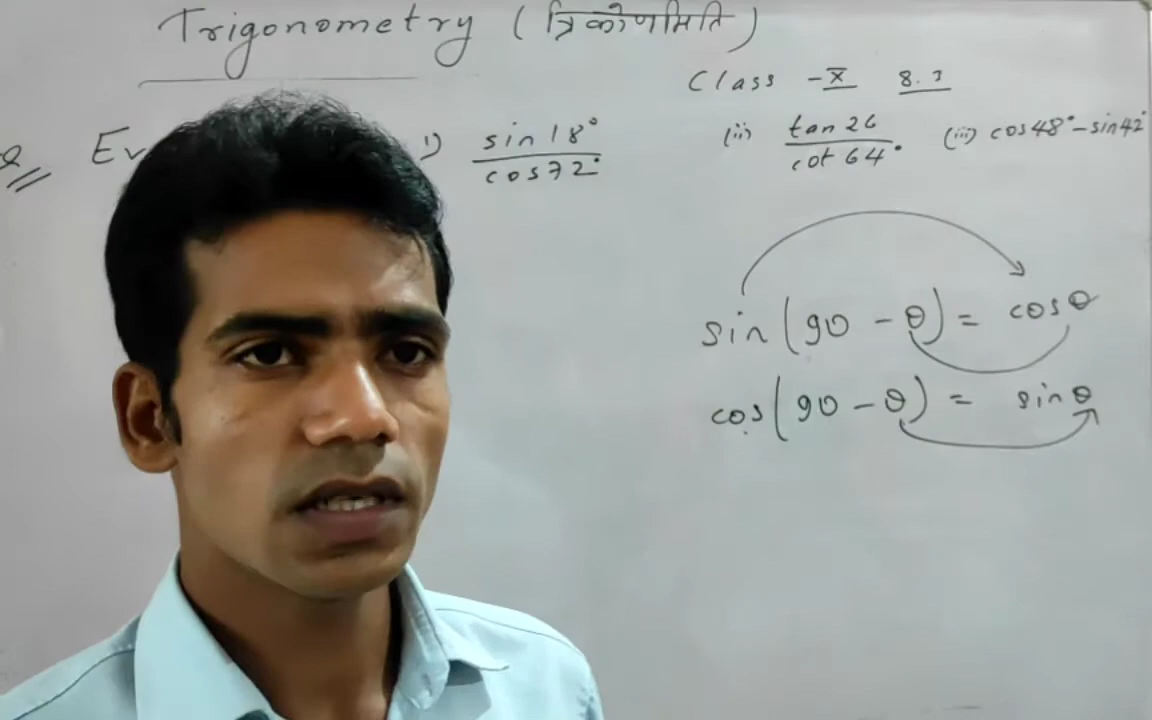 Trigonometry (त्रिकोणमिति)
Class - X 8.3
Ev i) sin 18° / cos 72° (ii) tan 26 / cot 64° (iii) cos 48° - sin 42°
sin(90 - θ) = cos θ
cos(90 - θ) = sin θ